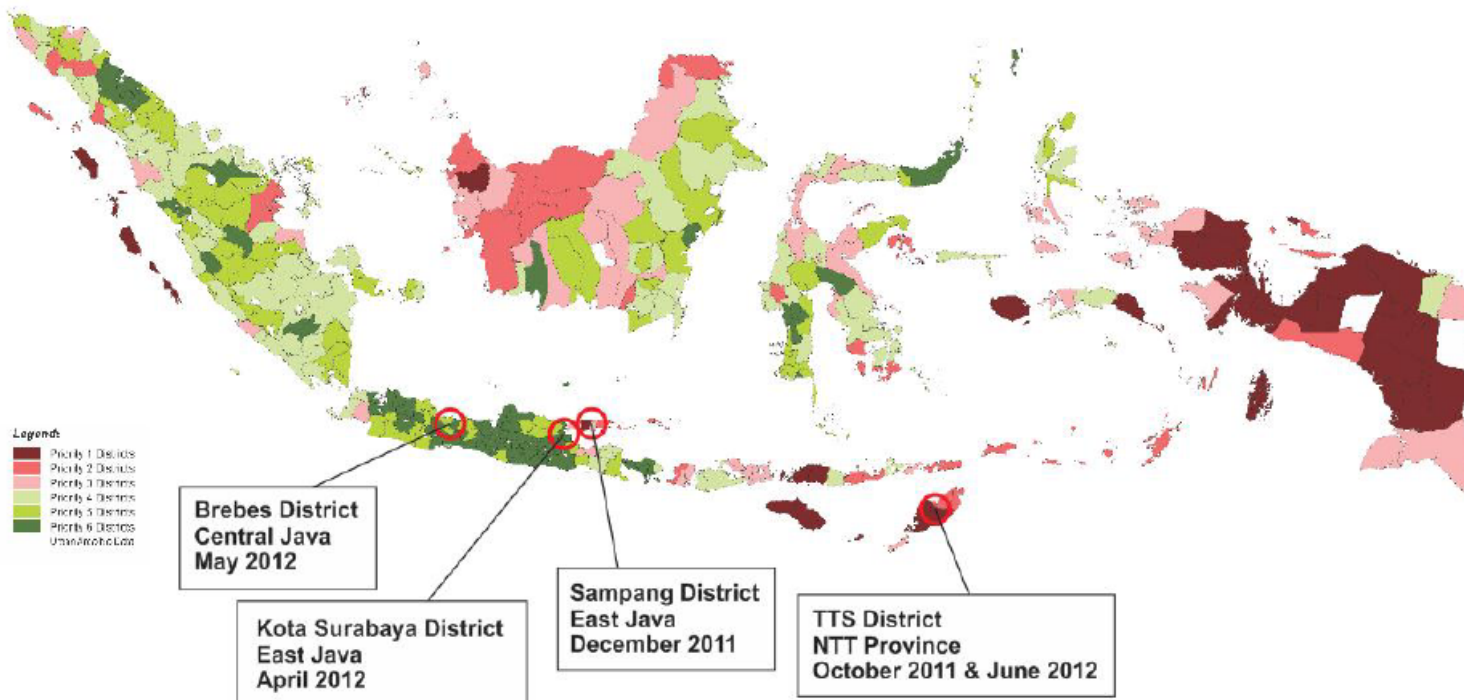 Legend:
Priority 1 Districts
Priority 2 Districts
Priority 3 Districts
Priority 4 Districts
Priority 5 Districts
Priority 6 Districts
Brebes District
Central Java
May 2012
Kota Surabaya District
East Java
April 2012
Sampang District
East Java
December 2011
TTS District
NTT Province
October 2011 & June 2012